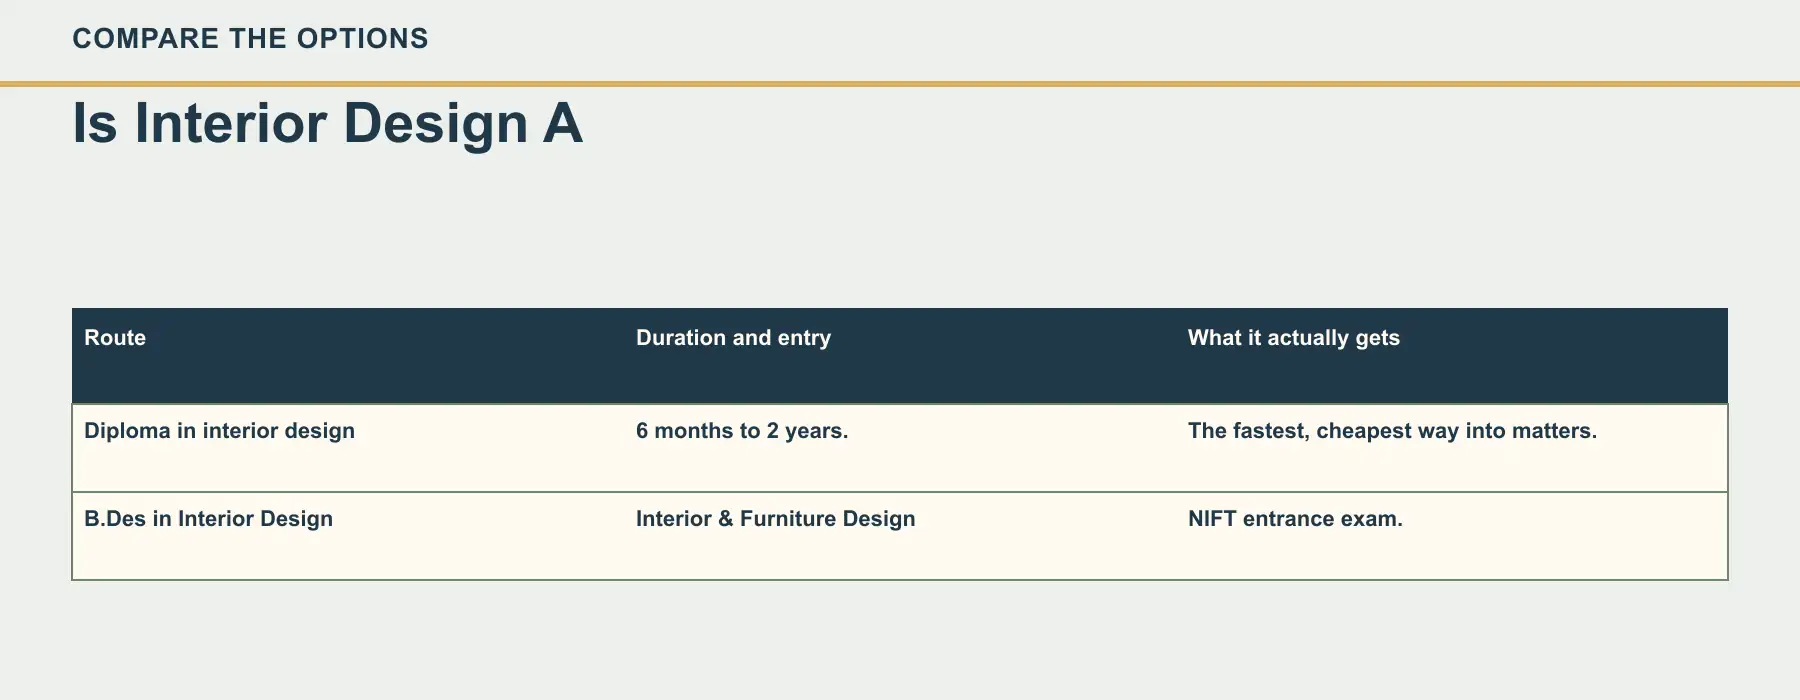 COMPARE THE OPTIONS
Is Interior Design A
Route Duration and entry What it actually gets
Diploma in interior design 6 months to 2 years. The fastest, cheapest way into matters.
B.Des in Interior Design Interior & Furniture Design NIFT entrance exam.